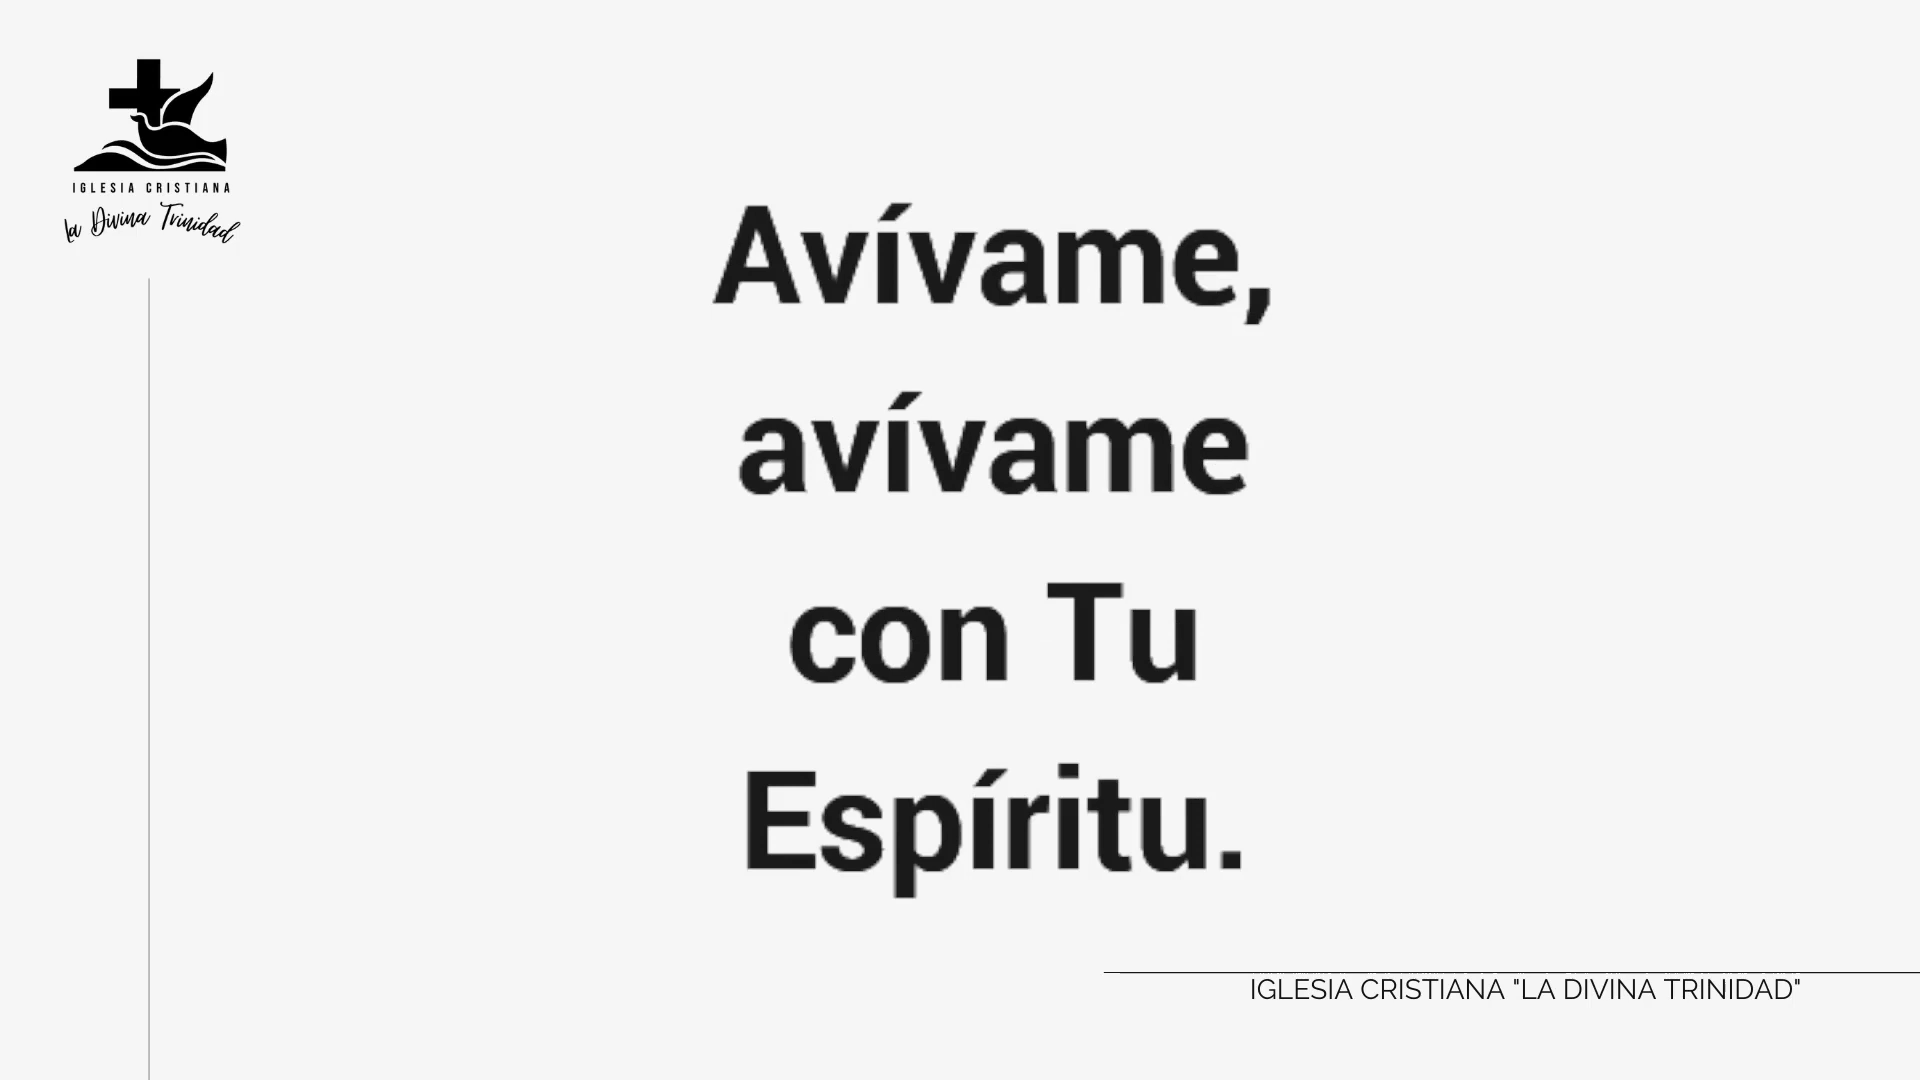 IGLESIA CRISTIANA
La Divina Trinidad
Avívame,
avívame
con Tu
Espíritu.
IGLESIA CRISTIANA "LA DIVINA TRINIDAD"